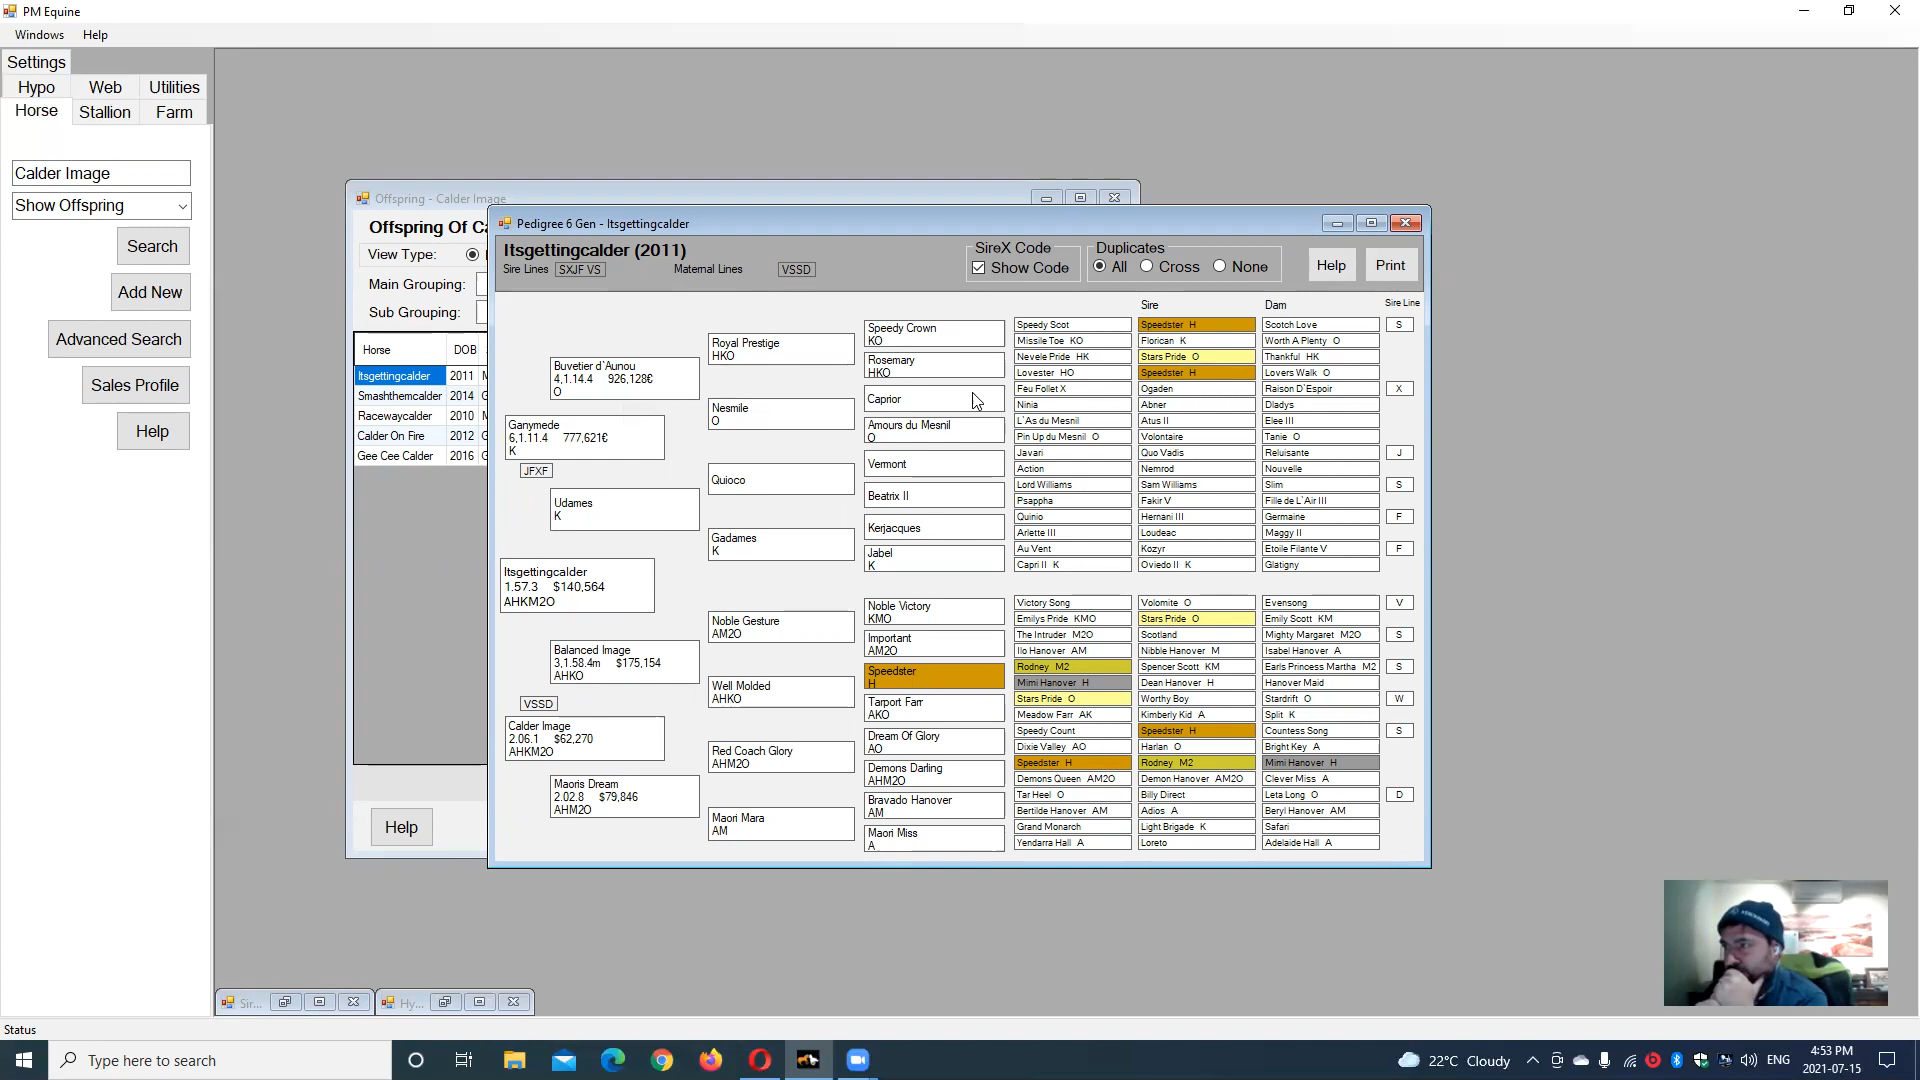 PM Equine
Windows Help
Settings
Hypo Web Utilities
Horse Stallion Farm
Calder Image
Show Offspring
Search
Add New
Advanced Search
Sales Profile
Help
Offspring - Calder Image
Offspring Of C
View Type:
Main Grouping:
Sub Grouping:
Horse DOB
Itsgettingcalder 2011
Smashthemcalder 2014
Racewaycalder 2010
Calder On Fire 2012
Gee Cee Calder 2016
Help
Pedigree 6 Gen - Itsgettingcalder
Itsgettingcalder (2011)
Sire Lines SXJF VS Maternal Lines VSSD
SireX Code
Show Code
Duplicates
All Cross None
Help Print
Itsgettingcalder
1.57.3 $140,564
AHKM2O
Ganymede
6,1.11.4 777,621€
K
JFXF
VSSD
Calder Image
2.06.1 $62,270
AHKM2O
Buvetier d`Aunou
4,1.14.4 926,128€
O
Udames
K
Balanced Image
3,1.58.4m $175,154
AHKO
Maoris Dream
2.02.8 $79,846
AHM2O
Royal Prestige
HKO
Nesmile
O
Quioco
Gadames
K
Noble Gesture
AM2O
Well Molded
AHKO
Red Coach Glory
AHM2O
Maori Mara
AM
Speedy Crown
KO
Rosemary
HKO
Caprior
Amours du Mesnil
O
Vermont
Beatrix II
Kerjacques
Jabel
K
Noble Victory
KMO
Important
AM2O
Speedster
H
Tarport Farr
AKO
Dream Of Glory
AO
Demons Darling
AHM2O
Bravado Hanover
AM
Maori Miss
A
Sire Dam Sire Line
Speedy Scot Speedster H Scotch Love S
Missile Toe KO Florican K Worth A Plenty O
Nevele Pride HK Stars Pride O Thankful HK
Lovester HO Speedster H Lovers Walk O
Feu Follet X Ogaden Raison D`Espoir X
Ninia Abner Dladys
L`As du Mesnil Atus II Elee III
Pin Up du Mesnil O Volontaire Tanie O
Javari Quo Vadis Reluisante J
Action Nemrod Nouvelle
Lord Williams Sam Williams Slim S
Psappha Fakir V Fille de L`Air III
Quinio Hernani III Germaine F
Arlette III Loudeac Maggy II
Au Vent Kozyr Etoile Filante V F
Capri II K Oviedo II K Glatigny
Victory Song Volomite O Evensong V
Emilys Pride KMO Stars Pride O Emily Scott KM
The Intruder M2O Scotland Mighty Margaret M2O S
Ilo Hanover AM Nibble Hanover M Isabel Hanover A
Rodney M2 Spencer Scott KM Earls Princess Martha M2 S
Mimi Hanover H Dean Hanover H Hanover Maid
Stars Pride O Worthy Boy Stardrift O W
Meadow Farr AK Kimberly Kid A Split K
Speedy Count Speedster H Countess Song S
Dixie Valley AO Harlan O Bright Key A
Speedster H Rodney M2 Mimi Hanover H
Demons Queen AM2O Demon Hanover AM2O Clever Miss A
Tar Heel O Billy Direct Leta Long O D
Bertilde Hanover AM Adios A Beryl Hanover AM
Grand Monarch Light Brigade K Safari
Yendarra Hall A Loreto Adelaide Hall A
Sir... Hy...
Status
Type here to search
22°C Cloudy
ENG
4:53 PM
2021-07-15